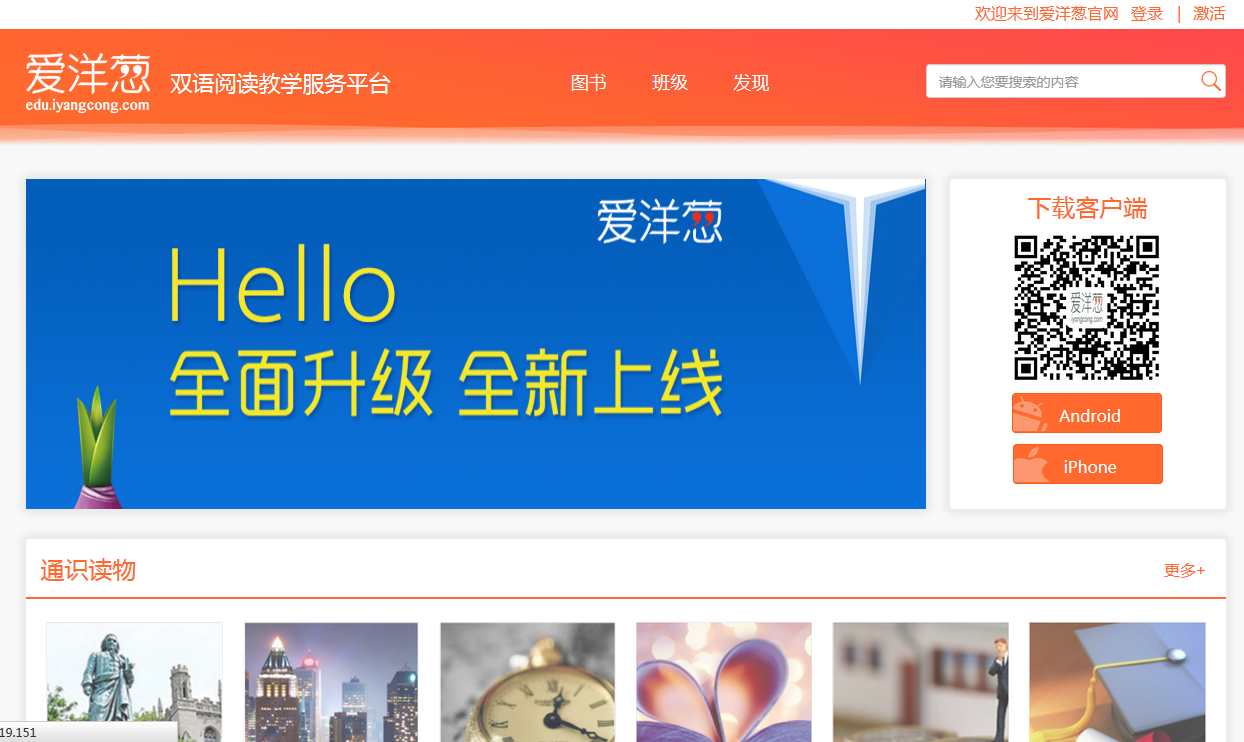 欢迎来到爱洋葱官网 登录 | 激活
爱洋葱
edu.iyangcong.com
双语阅读教学服务平台
图书 班级 发现
请输入您要搜索的内容
爱洋葱
Hello
全面升级 全新上线
下载客户端
爱洋葱
iyangcong.com
Android
iPhone
通识读物
更多+
19.151